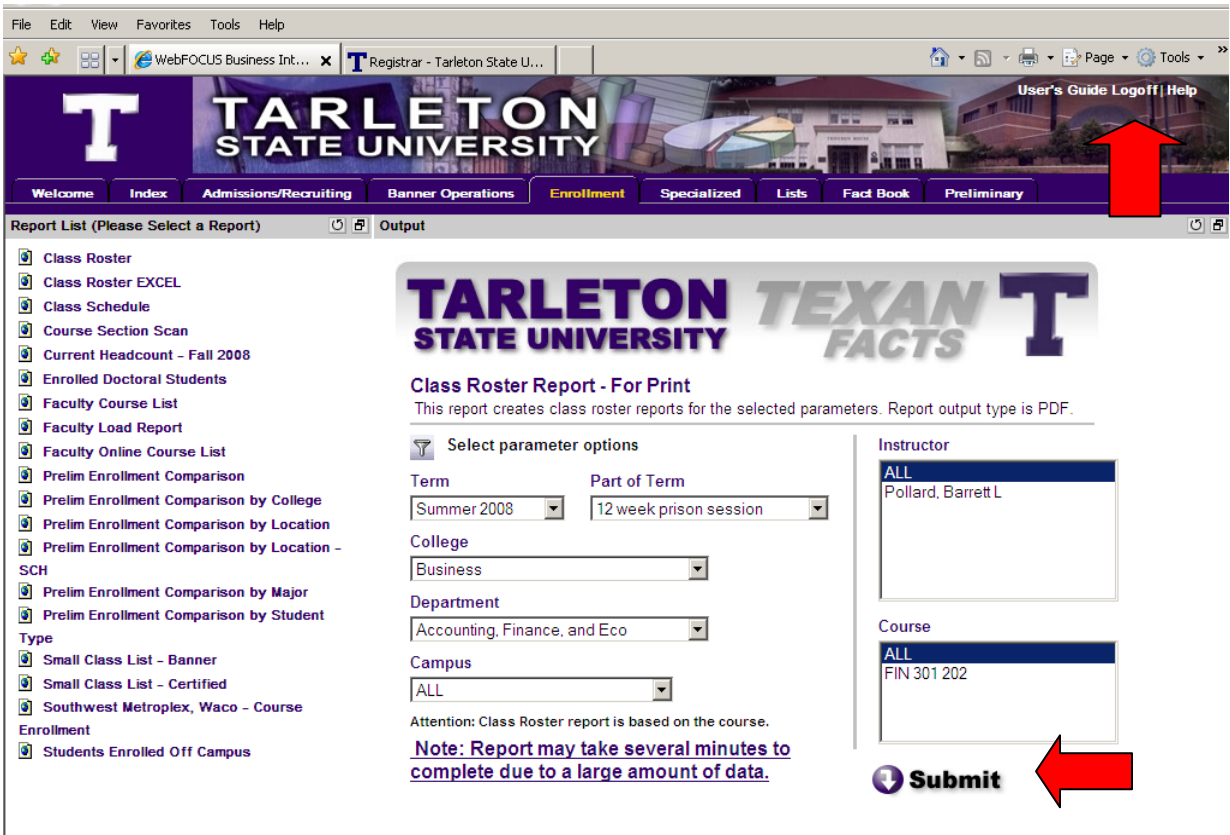 File Edit View Favorites Tools Help
WebFOCUS Business Int... Registrar - Tarleton State U... Page Tools »
T
TARLETON
STATE UNIVERSITY
User's Guide Logoff| Help
Welcome Index Admissions/Recruiting Banner Operations Enrollment Specialized Lists Fact Book Preliminary
Report List (Please Select a Report)
Class Roster
Class Roster EXCEL
Class Schedule
Course Section Scan
Current Headcount - Fall 2008
Enrolled Doctoral Students
Faculty Course List
Faculty Load Report
Faculty Online Course List
Prelim Enrollment Comparison
Prelim Enrollment Comparison by College
Prelim Enrollment Comparison by Location
Prelim Enrollment Comparison by Location -
SCH
Prelim Enrollment Comparison by Major
Prelim Enrollment Comparison by Student
Type
Small Class List - Banner
Small Class List - Certified
Southwest Metroplex, Waco - Course
Enrollment
Students Enrolled Off Campus
Output
TARLETON
STATE UNIVERSITY
TEXAN
FACTS
T
Class Roster Report - For Print
This report creates class roster reports for the selected parameters. Report output type is PDF.
Select parameter options
Term Part of Term
Summer 2008 12 week prison session
College
Business
Department
Accounting, Finance, and Eco
Campus
ALL
Attention: Class Roster report is based on the course.
Note: Report may take several minutes to
complete due to a large amount of data.
Instructor
ALL
Pollard, Barrett L
Course
ALL
FIN 301 202
Submit